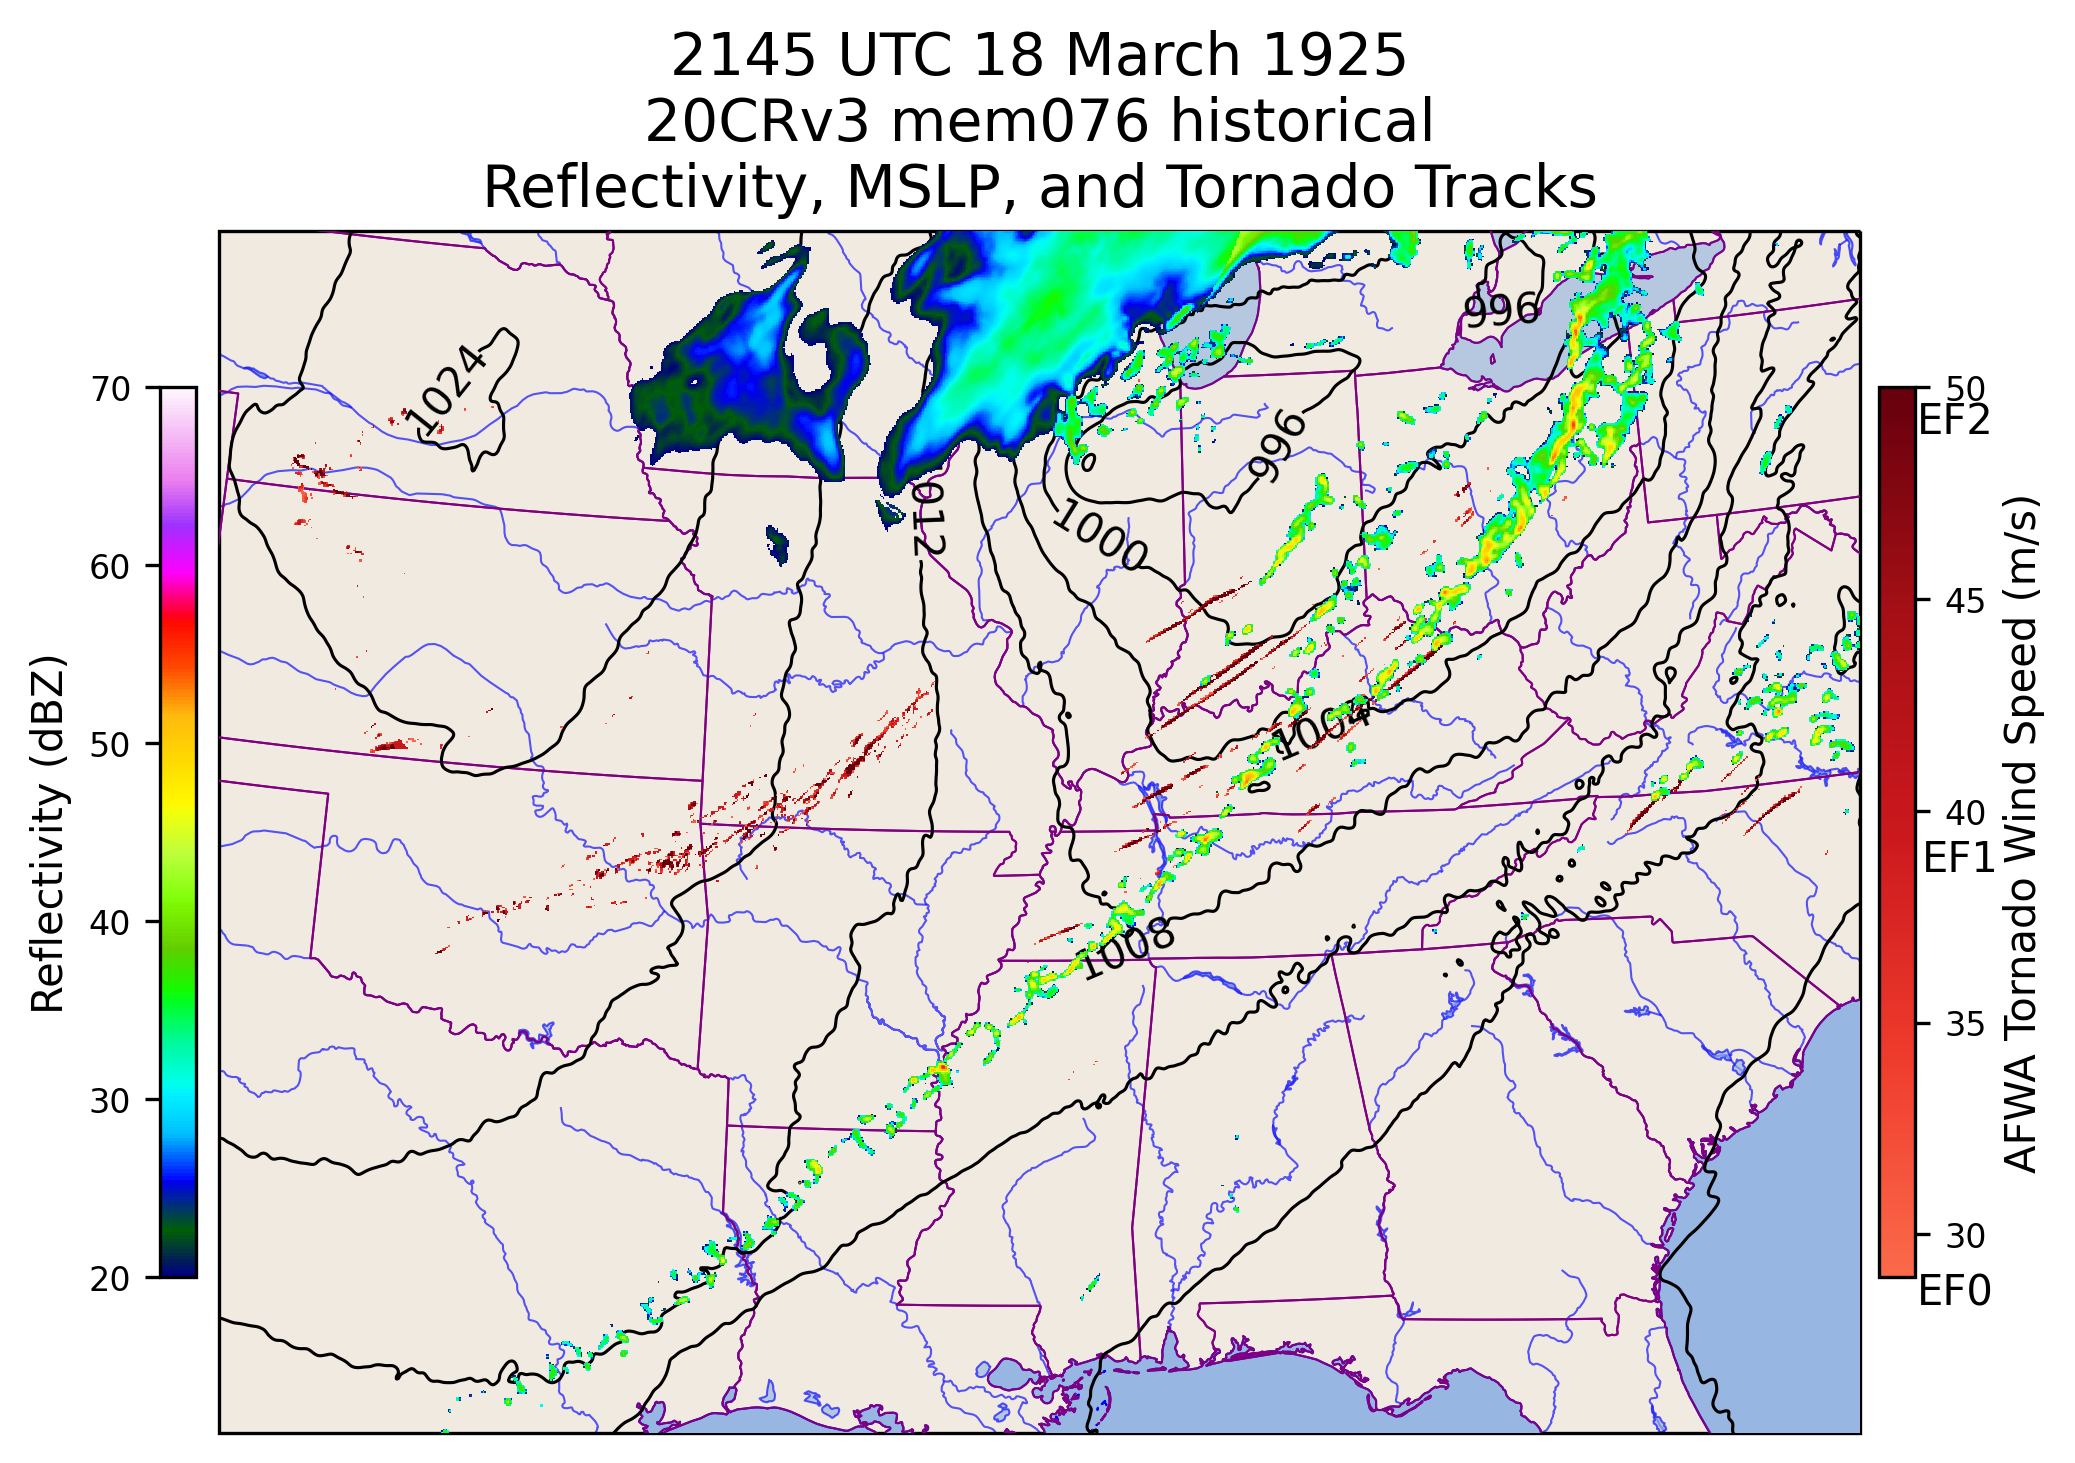 2145 UTC 18 March 1925
20CRv3 mem076 historical
Reflectivity, MSLP, and Tornado Tracks
70
60
50
40
30
20
Reflectivity (dBZ)
1024
012
1000
996
996
1004
1008
50
EF2
45
40
EF1
35
30
EF0
AFWA Tornado Wind Speed (m/s)